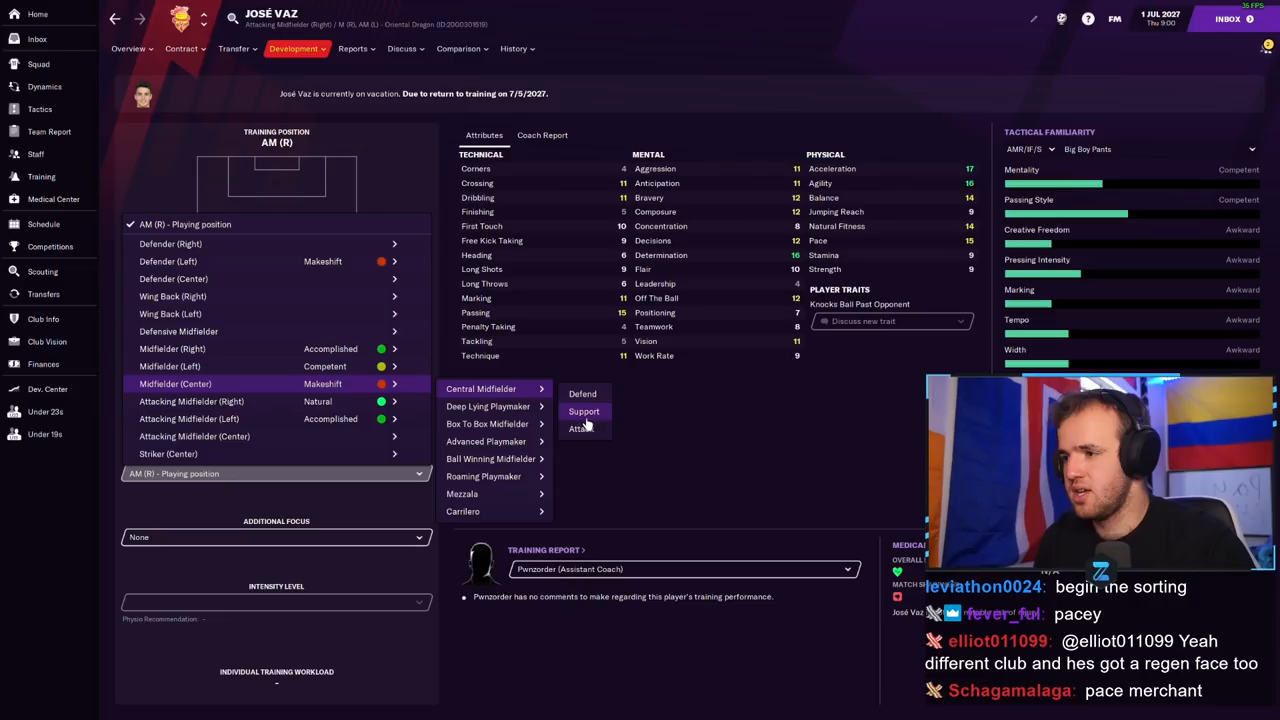 35 FPS
Home
JOSÉ VAZ
Attacking Midfielder (Right) / M (R), AM (L) - Oriental Dragon (ID:2000301519)
FM
1 JUL 2027
Thu 9:00
INBOX
2
Inbox
Squad
Dynamics
Tactics
Team Report
Staff
Training
Medical Center
Schedule
Competitions
Scouting
Transfers
Club Info
Club Vision
Finances
Dev. Center
Under 23s
Under 19s
Overview
Contract
Transfer
Development
Reports
Discuss
Comparison
History
José Vaz is currently on vacation. Due to return to training on 7/5/2027.
TRAINING POSITION
AM (R)
AM (R) - Playing position
Defender (Right)
Defender (Left) Makeshift
Defender (Center)
Wing Back (Right)
Wing Back (Left)
Defensive Midfielder
Midfielder (Right) Accomplished
Midfielder (Left) Competent
Midfielder (Center) Makeshift
Attacking Midfielder (Right) Natural
Attacking Midfielder (Left) Accomplished
Attacking Midfielder (Center)
Striker (Center)
AM (R) - Playing position
Central Midfielder
Deep Lying Playmaker
Box To Box Midfielder
Advanced Playmaker
Ball Winning Midfielder
Roaming Playmaker
Mezzala
Carrilero
Defend
Support
ADDITIONAL FOCUS
None
INTENSITY LEVEL
Physio Recommendation: -
INDIVIDUAL TRAINING WORKLOAD
-
Attributes
Coach Report
TECHNICAL
Corners 4
Crossing 11
Dribbling 11
Finishing 5
First Touch 10
Free Kick Taking 9
Heading 6
Long Shots 9
Long Throws 6
Marking 11
Passing 15
Penalty Taking 4
Tackling 5
Technique 11
MENTAL
Aggression 11
Anticipation 11
Bravery 12
Composure 12
Concentration 8
Decisions 12
Determination 16
Flair 10
Leadership 4
Off The Ball 12
Positioning 7
Teamwork 8
Vision 11
Work Rate 9
PHYSICAL
Acceleration 17
Agility 16
Balance 14
Jumping Reach 9
Natural Fitness 14
Pace 15
Stamina 9
Strength 9
PLAYER TRAITS
Knocks Ball Past Opponent
Discuss new trait
TACTICAL FAMILIARITY
AMR/IF/S
Big Boy Pants
Mentality Competent
Passing Style Competent
Creative Freedom Awkward
Pressing Intensity Awkward
Marking Awkward
Tempo Awkward
Width Awkward
TRAINING REPORT
Pwnzorder (Assistant Coach)
Pwnzorder has no comments to make regarding this player's training performance.
leviathon0024: begin the sorting
fever_ful: pacey
elliot011099: @elliot011099 Yeah
different club and hes got a regen face too
Schagamalaga: pace merchant